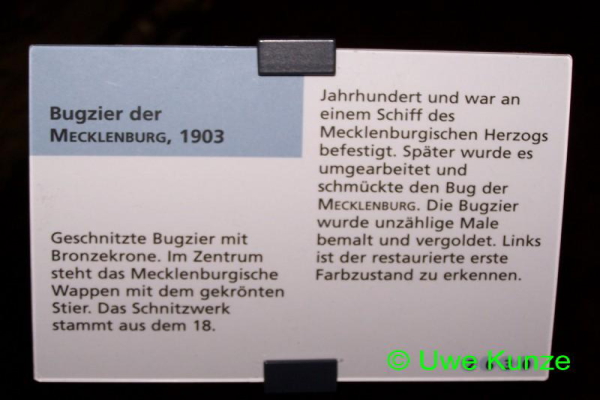 Bugzier der
MECKLENBURG, 1903
Geschnitzte Bugzier mit
Bronzekrone. Im Zentrum
steht das Mecklenburgische
Wappen mit dem gekrönten
Stier. Das Schnitzwerk
stammt aus dem 18.
Jahrhundert und war an
einem Schiff des
Mecklenburgischen Herzogs
befestigt. Später wurde es
umgearbeitet und
schmückte den Bug der
MECKLENBURG. Die Bugzier
wurde unzählige Male
bemalt und vergoldet. Links
ist der restaurierte erste
Farbzustand zu erkennen.
© Uwe Kunze